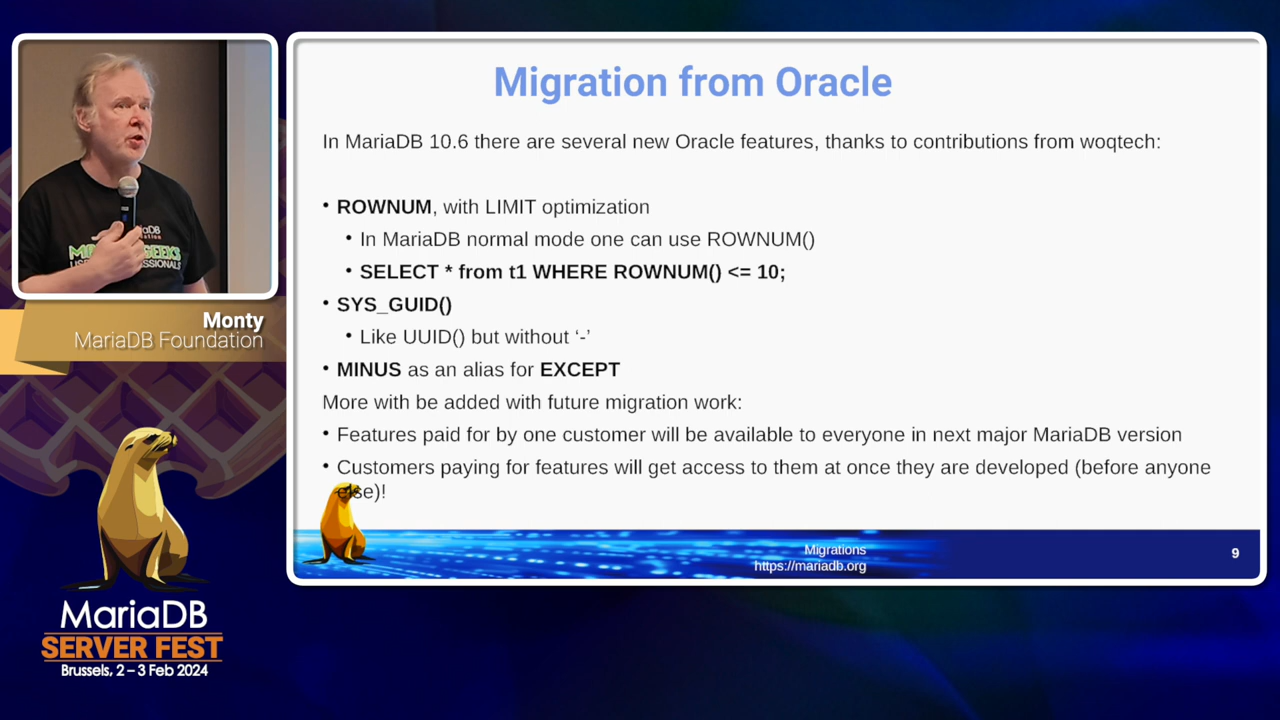 Migration from Oracle
In MariaDB 10.6 there are several new Oracle features, thanks to contributions from woqtech:
• ROWNUM, with LIMIT optimization
• In MariaDB normal mode one can use ROWNUM()
• SELECT * from t1 WHERE ROWNUM() <= 10;
• SYS_GUID()
• Like UUID() but without ‘-’
• MINUS as an alias for EXCEPT
More with be added with future migration work:
• Features paid for by one customer will be available to everyone in next major MariaDB version
• Customers paying for features will get access to them at once they are developed (before anyone
else)!
Migrations
https://mariadb.org
9
Monty
MariaDB Foundation
MariaDB
SERVER FEST
Brussels, 2 – 3 Feb 2024